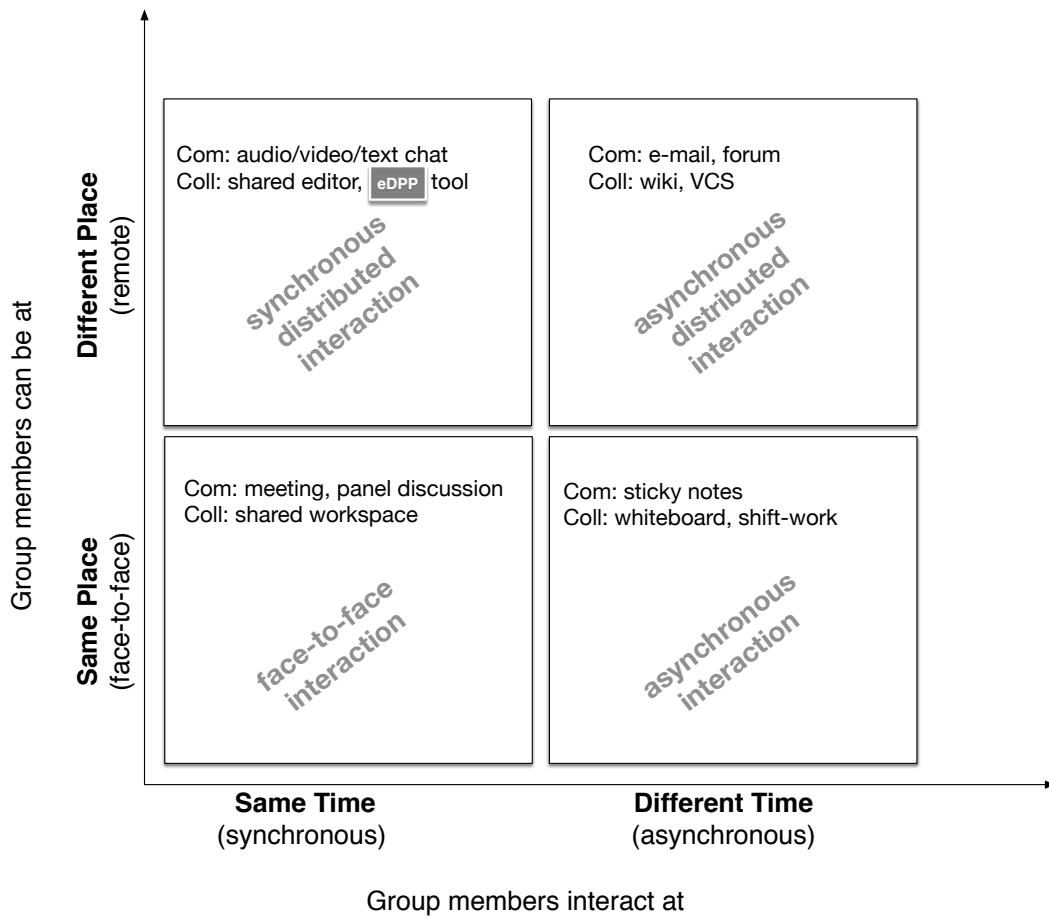 Group members can be at
Different Place
(remote)
Com: audio/video/text chat
Coll: shared editor, eDPP tool
synchronous
distributed
interaction
Com: e-mail, forum
Coll: wiki, VCS
asynchronous
distributed
interaction
Same Place
(face-to-face)
Com: meeting, panel discussion
Coll: shared workspace
face-to-face
interaction
Com: sticky notes
Coll: whiteboard, shift-work
asynchronous
interaction
Same Time
(synchronous)
Different Time
(asynchronous)
Group members interact at